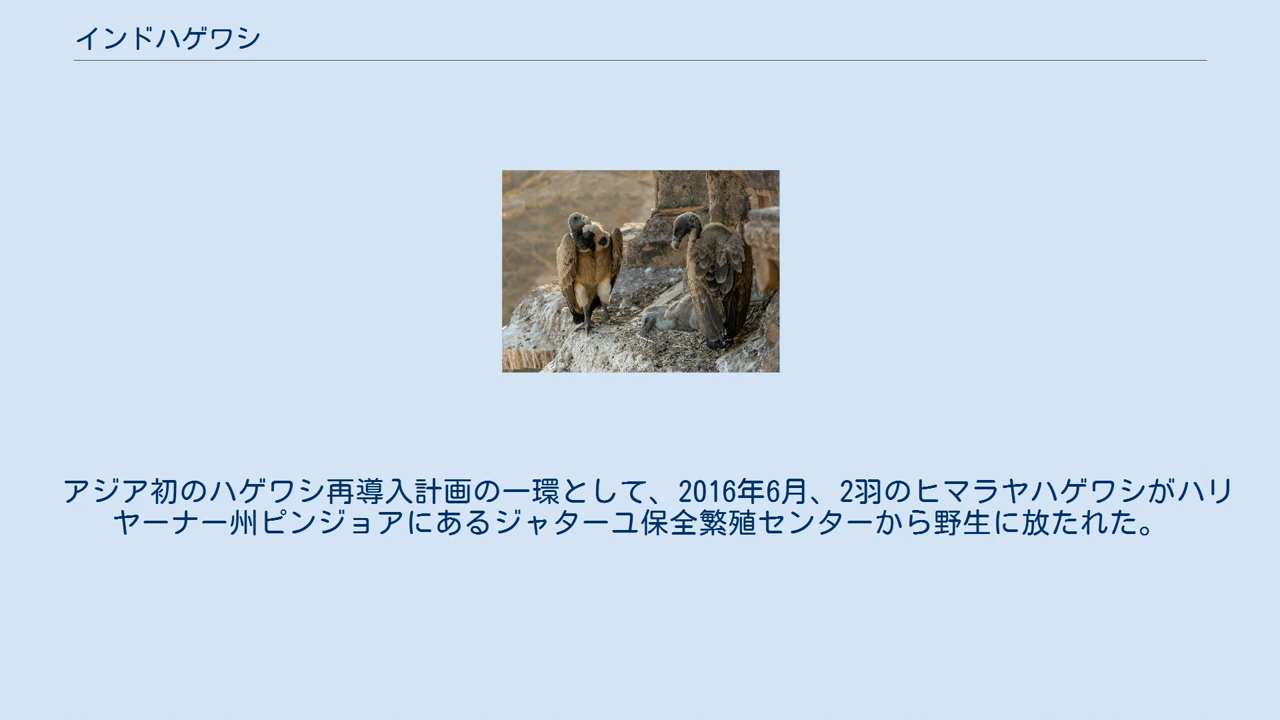 インドハゲワシ
アジア初のハゲワシ再導入計画の一環として、2016年6月、2羽のヒマラヤハゲワシがハリ
ヤーナー州ピンジョアにあるジャターユ保全繁殖センターから野生に放たれた。